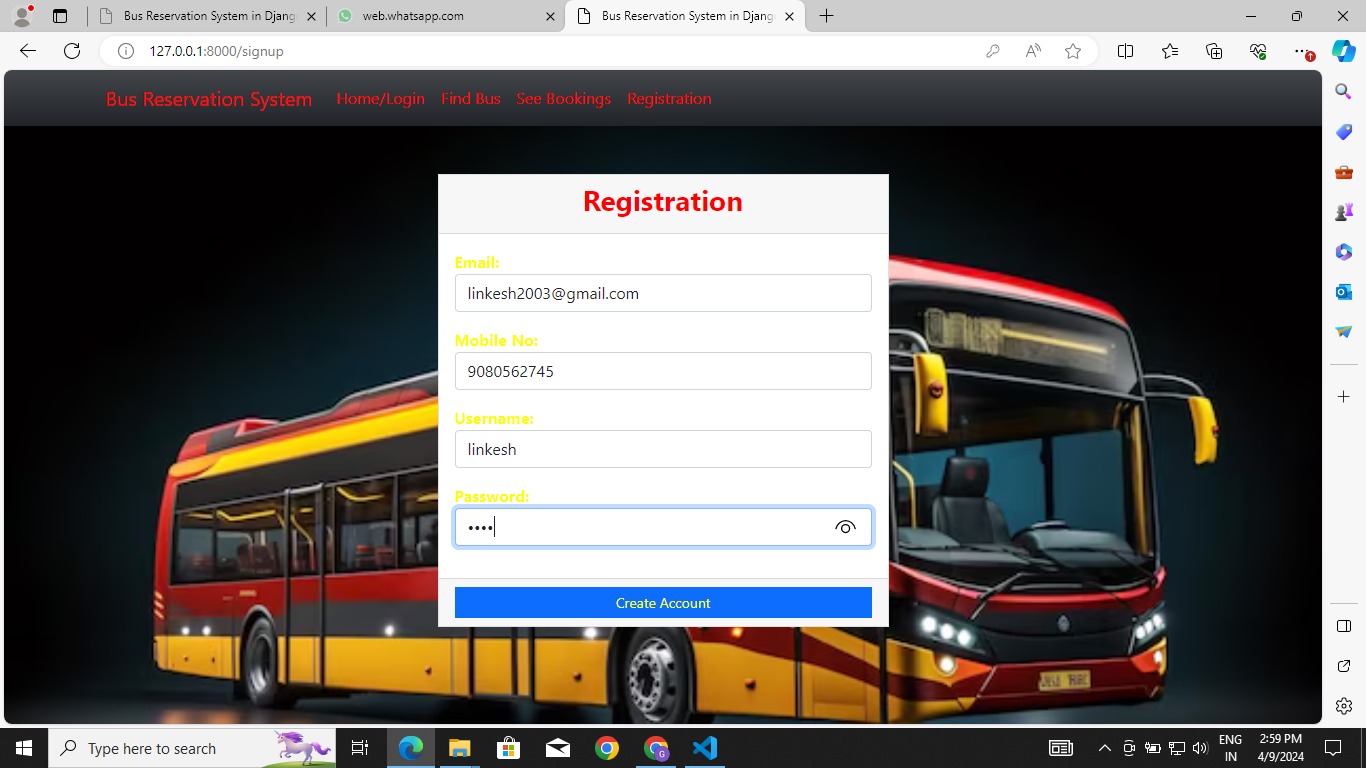 Bus Reservation System in Djang
web.whatsapp.com
Bus Reservation System in Djang
127.0.0.1:8000/signup
Bus Reservation System Home/Login Find Bus See Bookings Registration
Registration
Email:
linkesh2003@gmail.com
Mobile No:
9080562745
Username:
linkesh
Password:
••••
Create Account
Type here to search
ENG
IN
2:59 PM
4/9/2024